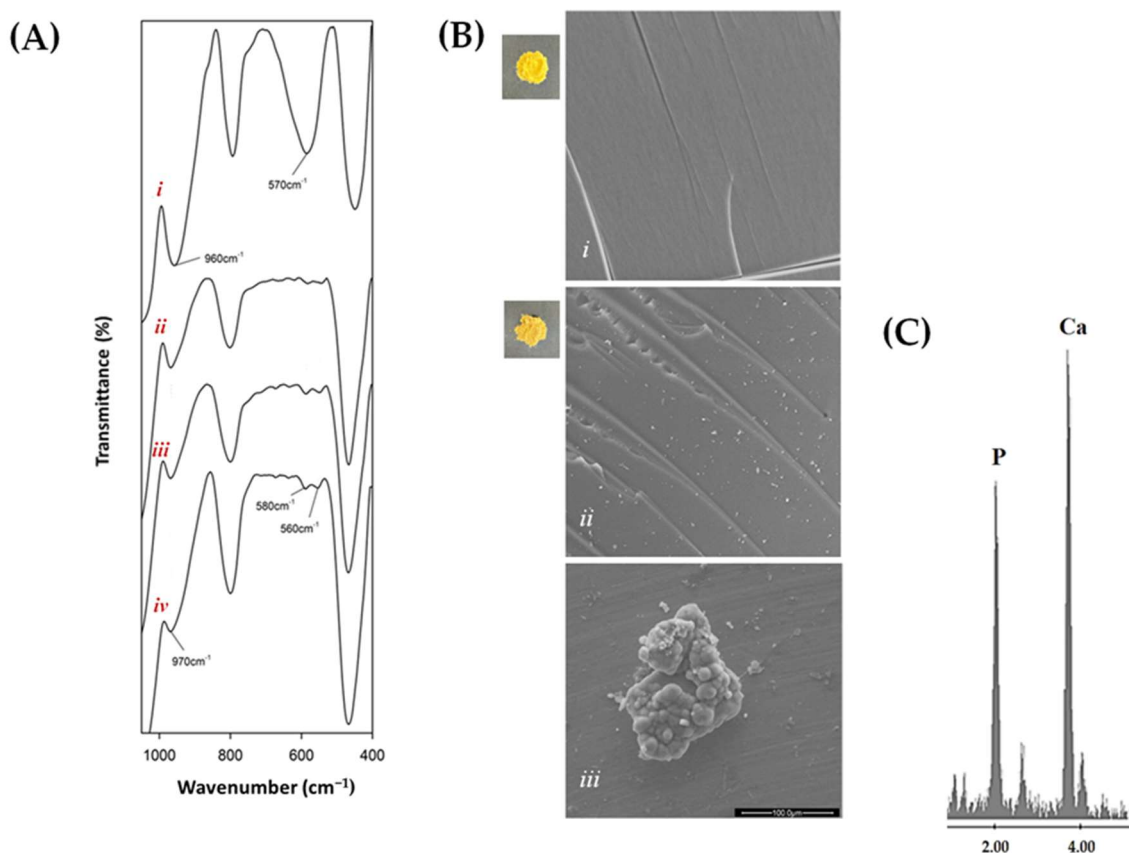 (A)
i
570cm⁻¹
960cm⁻¹
ii
iii
580cm⁻¹
560cm⁻¹
iv
970cm⁻¹
Transmittance (%)
1000 800 600 400
Wavenumber (cm⁻¹)
(B)
i
ii
iii
100.0µm
(C)
Ca
P
2.00 4.00